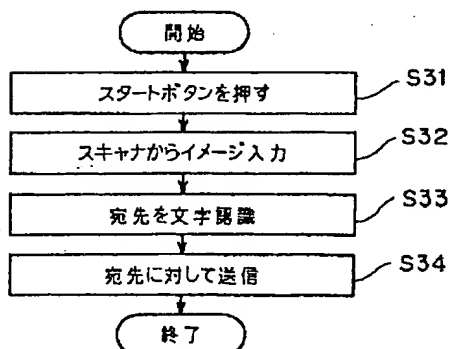 開始
スタートボタンを押す
S31
スキャナからイメージ入力
S32
宛先を文字認識
S33
宛先に対して送信
S34
終了